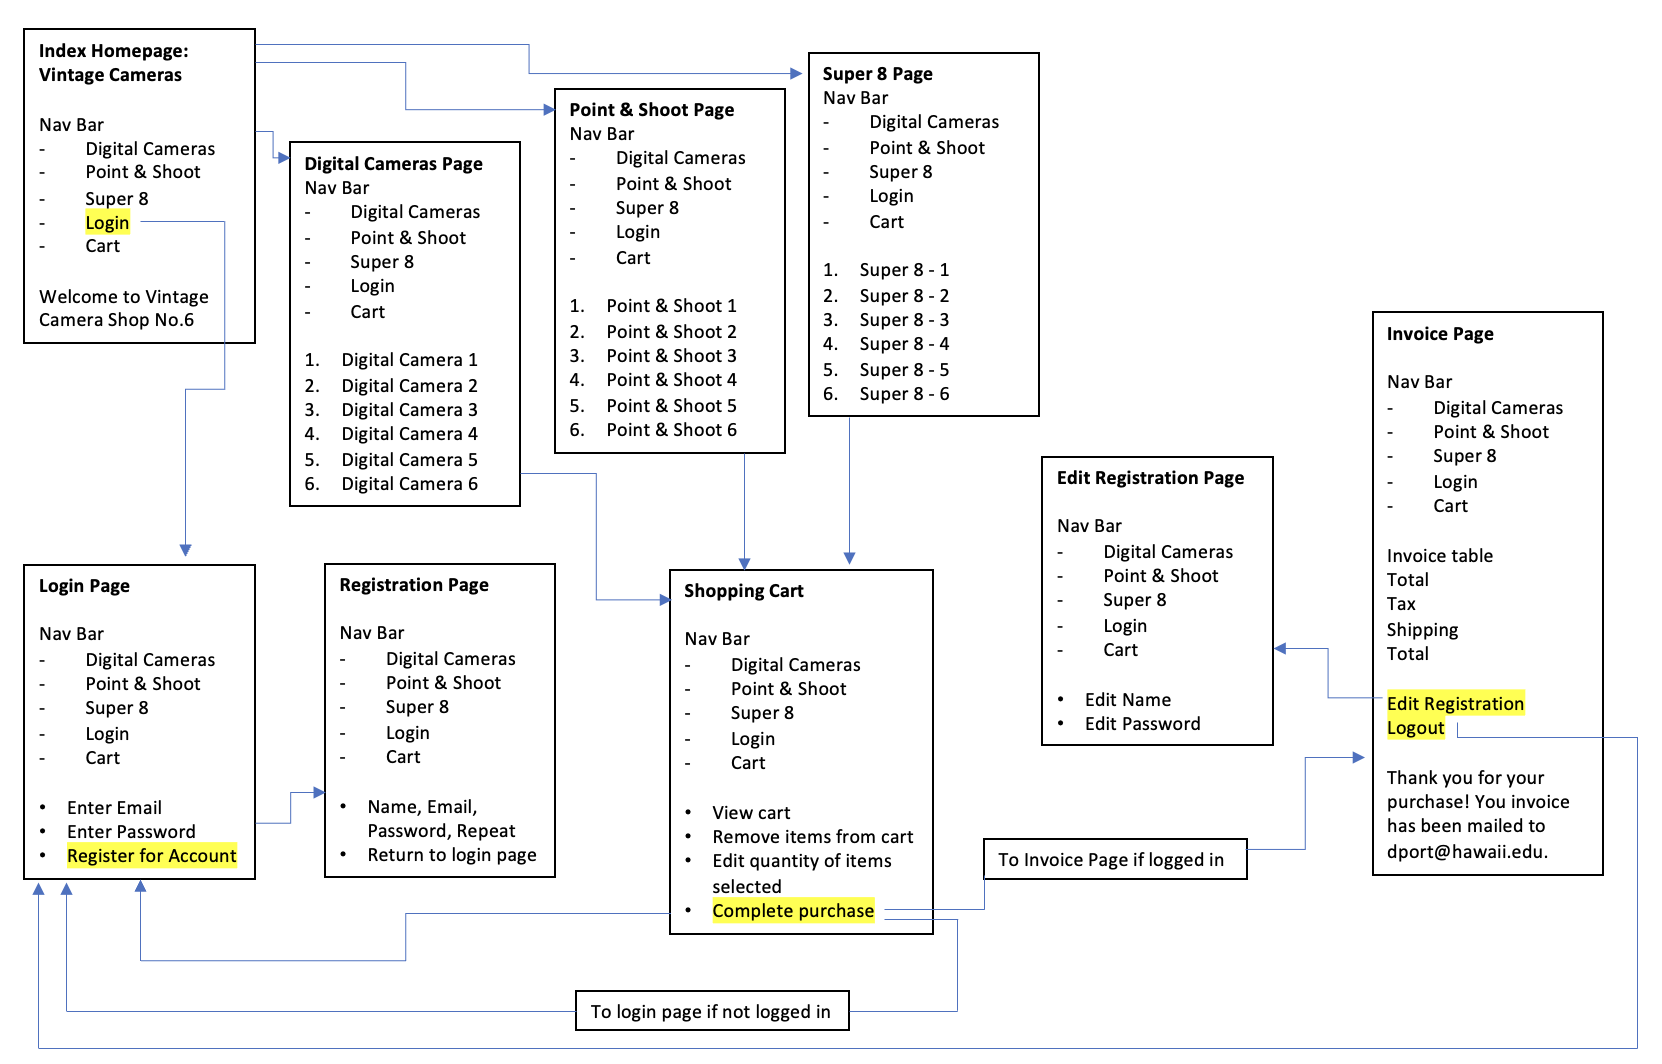 Index Homepage:
Vintage Cameras
Nav Bar
- Digital Cameras
- Point & Shoot
- Super 8
- Login
- Cart
Welcome to Vintage
Camera Shop No.6
Digital Cameras Page
Nav Bar
- Digital Cameras
- Point & Shoot
- Super 8
- Login
- Cart
1. Digital Camera 1
2. Digital Camera 2
3. Digital Camera 3
4. Digital Camera 4
5. Digital Camera 5
6. Digital Camera 6
Point & Shoot Page
Nav Bar
- Digital Cameras
- Point & Shoot
- Super 8
- Login
- Cart
1. Point & Shoot 1
2. Point & Shoot 2
3. Point & Shoot 3
4. Point & Shoot 4
5. Point & Shoot 5
6. Point & Shoot 6
Super 8 Page
Nav Bar
- Digital Cameras
- Point & Shoot
- Super 8
- Login
- Cart
1. Super 8 - 1
2. Super 8 - 2
3. Super 8 - 3
4. Super 8 - 4
5. Super 8 - 5
6. Super 8 - 6
Login Page
Nav Bar
- Digital Cameras
- Point & Shoot
- Super 8
- Login
- Cart
• Enter Email
• Enter Password
• Register for Account
Registration Page
Nav Bar
- Digital Cameras
- Point & Shoot
- Super 8
- Login
- Cart
• Name, Email,
Password, Repeat
• Return to login page
Shopping Cart
Nav Bar
- Digital Cameras
- Point & Shoot
- Super 8
- Login
- Cart
• View cart
• Remove items from cart
• Edit quantity of items
selected
• Complete purchase
Edit Registration Page
Nav Bar
- Digital Cameras
- Point & Shoot
- Super 8
- Login
- Cart
• Edit Name
• Edit Password
Invoice Page
Nav Bar
- Digital Cameras
- Point & Shoot
- Super 8
- Login
- Cart
Invoice table
Total
Tax
Shipping
Total
Edit Registration
Logout
Thank you for your
purchase! You invoice
has been mailed to
dport@hawaii.edu.
To Invoice Page if logged in
To login page if not logged in